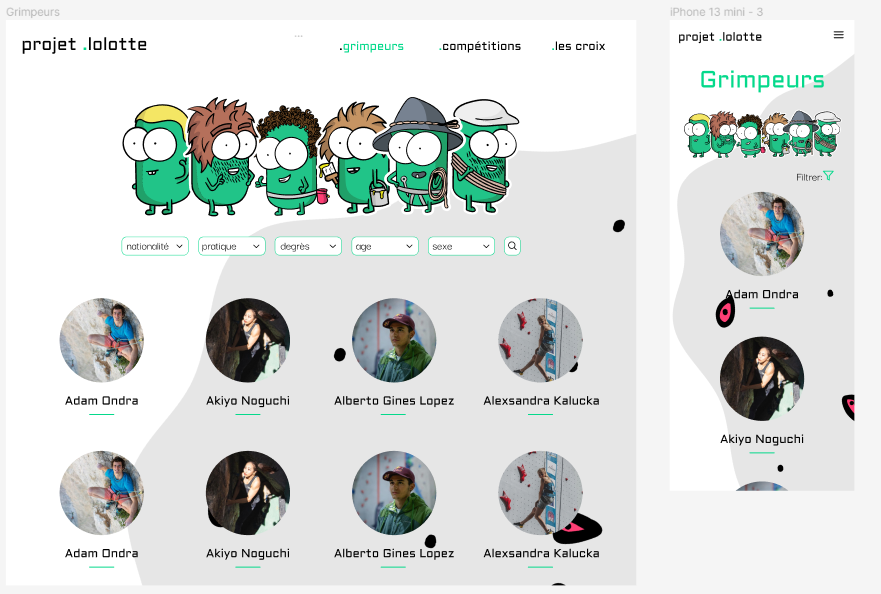 Grimpeurs
projet .lolotte
...
.grimpeurs
.compétitions
.les croix
nationalité
pratique
degrès
age
sexe
Adam Ondra
Akiyo Noguchi
Alberto Gines Lopez
Alexsandra Kalucka
Adam Ondra
Akiyo Noguchi
Alberto Gines Lopez
Alexsandra Kalucka
iPhone 13 mini - 3
projet .lolotte
Grimpeurs
Filtrer:
Adam Ondra
Akiyo Noguchi